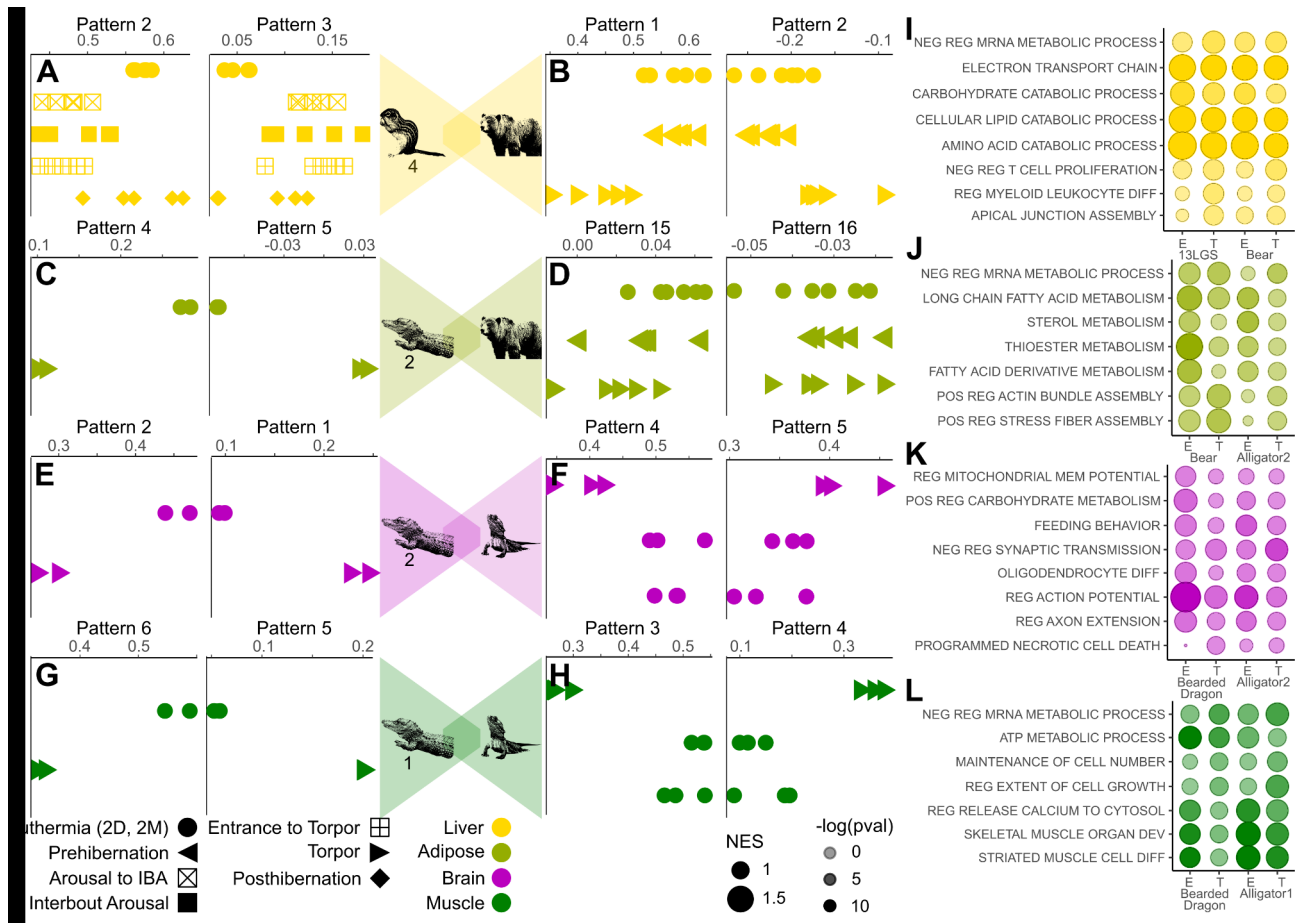 Pattern 2 Pattern 3 Pattern 1 Pattern 2
0.5 0.6 0.05 0.15 0.4 0.5 0.6 -0.2 -0.1
A B I
4
NEG REG MRNA METABOLIC PROCESS
ELECTRON TRANSPORT CHAIN
CARBOHYDRATE CATABOLIC PROCESS
CELLULAR LIPID CATABOLIC PROCESS
AMINO ACID CATABOLIC PROCESS
NEG REG T CELL PROLIFERATION
REG MYELOID LEUKOCYTE DIFF
APICAL JUNCTION ASSEMBLY
E T E T
13LGS Bear
Pattern 4 Pattern 5 Pattern 15 Pattern 16
0.1 0.2 -0.03 0.03 0.00 0.04 -0.05 -0.03
C D J
2
NEG REG MRNA METABOLIC PROCESS
LONG CHAIN FATTY ACID METABOLISM
STEROL METABOLISM
THIOESTER METABOLISM
FATTY ACID DERIVATIVE METABOLISM
POS REG ACTIN BUNDLE ASSEMBLY
POS REG STRESS FIBER ASSEMBLY
E T E T
Bear Alligator2
Pattern 2 Pattern 1 Pattern 4 Pattern 5
0.3 0.4 0.1 0.2 0.4 0.5 0.3 0.4
E F K
2
REG MITOCHONDRIAL MEM POTENTIAL
POS REG CARBOHYDRATE METABOLISM
FEEDING BEHAVIOR
NEG REG SYNAPTIC TRANSMISSION
OLIGODENDROCYTE DIFF
REG ACTION POTENTIAL
REG AXON EXTENSION
PROGRAMMED NECROTIC CELL DEATH
E T E T
Bearded Alligator2
Dragon
Pattern 6 Pattern 5 Pattern 3 Pattern 4
0.4 0.5 0.1 0.2 0.3 0.5 0.1 0.3
G H L
1
NEG REG MRNA METABOLIC PROCESS
ATP METABOLIC PROCESS
MAINTENANCE OF CELL NUMBER
REG EXTENT OF CELL GROWTH
REG RELEASE CALCIUM TO CYTOSOL
SKELETAL MUSCLE ORGAN DEV
STRIATED MUSCLE CELL DIFF
E T E T
Bearded Alligator1
Dragon
uthermia (2D, 2M) Entrance to Torpor Liver
Prehibernation Torpor Adipose
Arousal to IBA Posthibernation Brain
Interbout Arousal Muscle
NES
1
1.5
-log(pval)
0
5
10